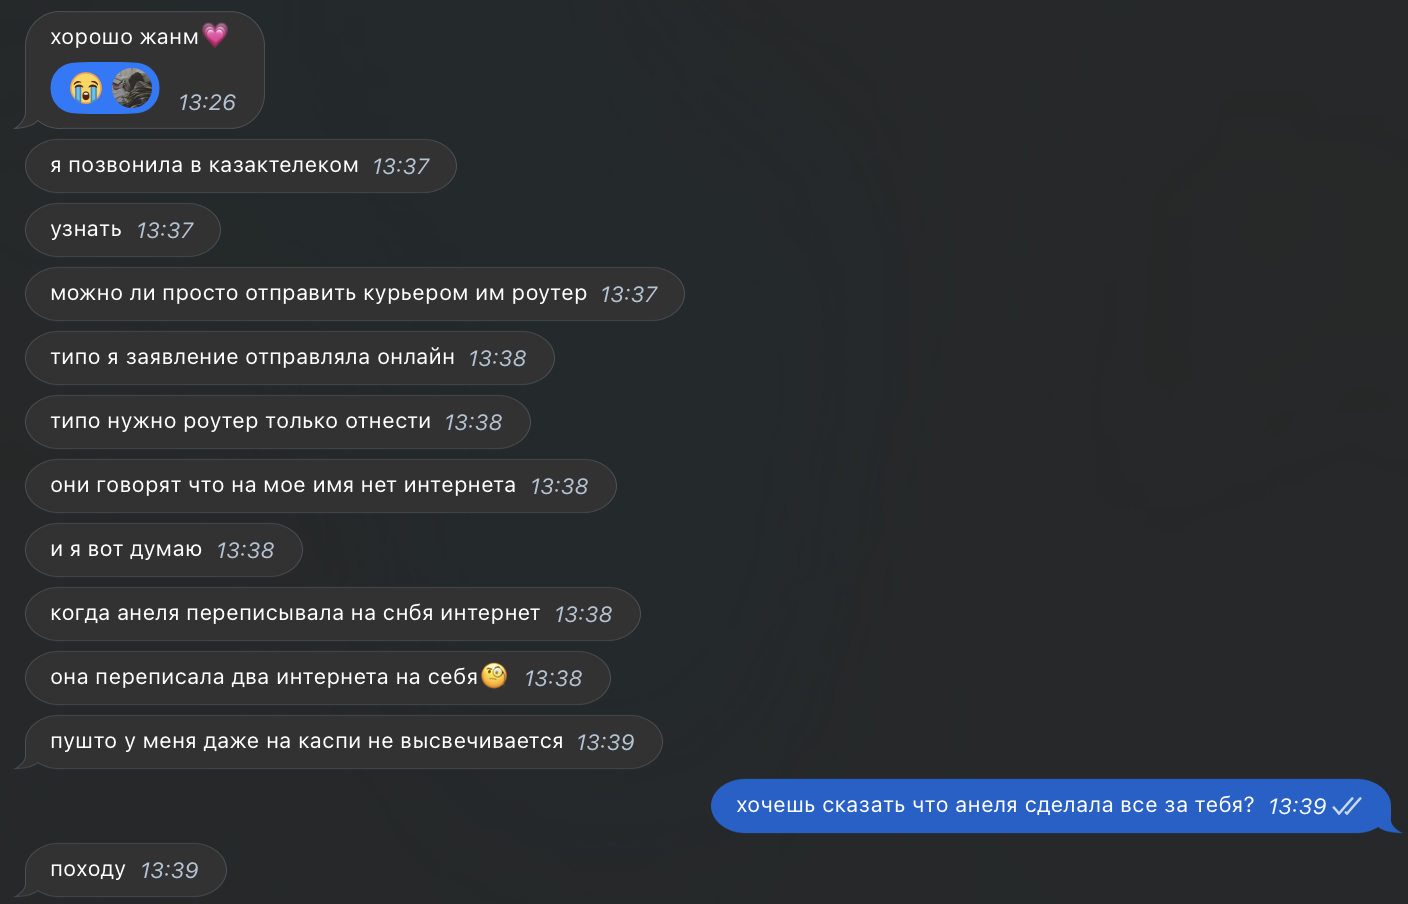 хорошо жанм💗
😭 13:26
я позвонила в казактелеком 13:37
узнать 13:37
можно ли просто отправить курьером им роутер 13:37
типо я заявление отправляла онлайн 13:38
типо нужно роутер только отнести 13:38
они говорят что на мое имя нет интернета 13:38
и я вот думаю 13:38
когда анеля переписывала на снбя интернет 13:38
она переписала два интернета на себя🧐 13:38
пушто у меня даже на каспи не высвечивается 13:39
хочешь сказать что анеля сделала все за тебя? 13:39
походу 13:39